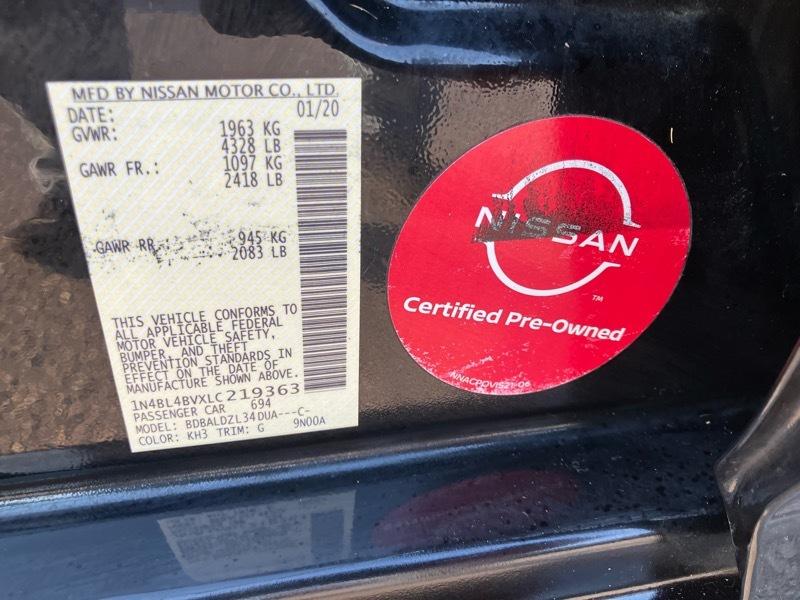 MFD BY NISSAN MOTOR CO., LTD.
DATE: 01/20
GVWR: 1963 KG
4328 LB
GAWR FR.: 1097 KG
2418 LB
GAWR RR. 945 KG
2083 LB
THIS VEHICLE CONFORMS TO
ALL APPLICABLE FEDERAL
MOTOR VEHICLE SAFETY,
BUMPER, AND THEFT
PREVENTION STANDARDS IN
EFFECT ON THE DATE OF
MANUFACTURE SHOWN ABOVE.
1N4BL4BVXLC219363
PASSENGER CAR 694
MODEL: BDBALDZL34DUA---C-
COLOR: KH3 TRIM: G 9N00A
NISSAN
TM
Certified Pre-Owned
NNACPOVIS21-06